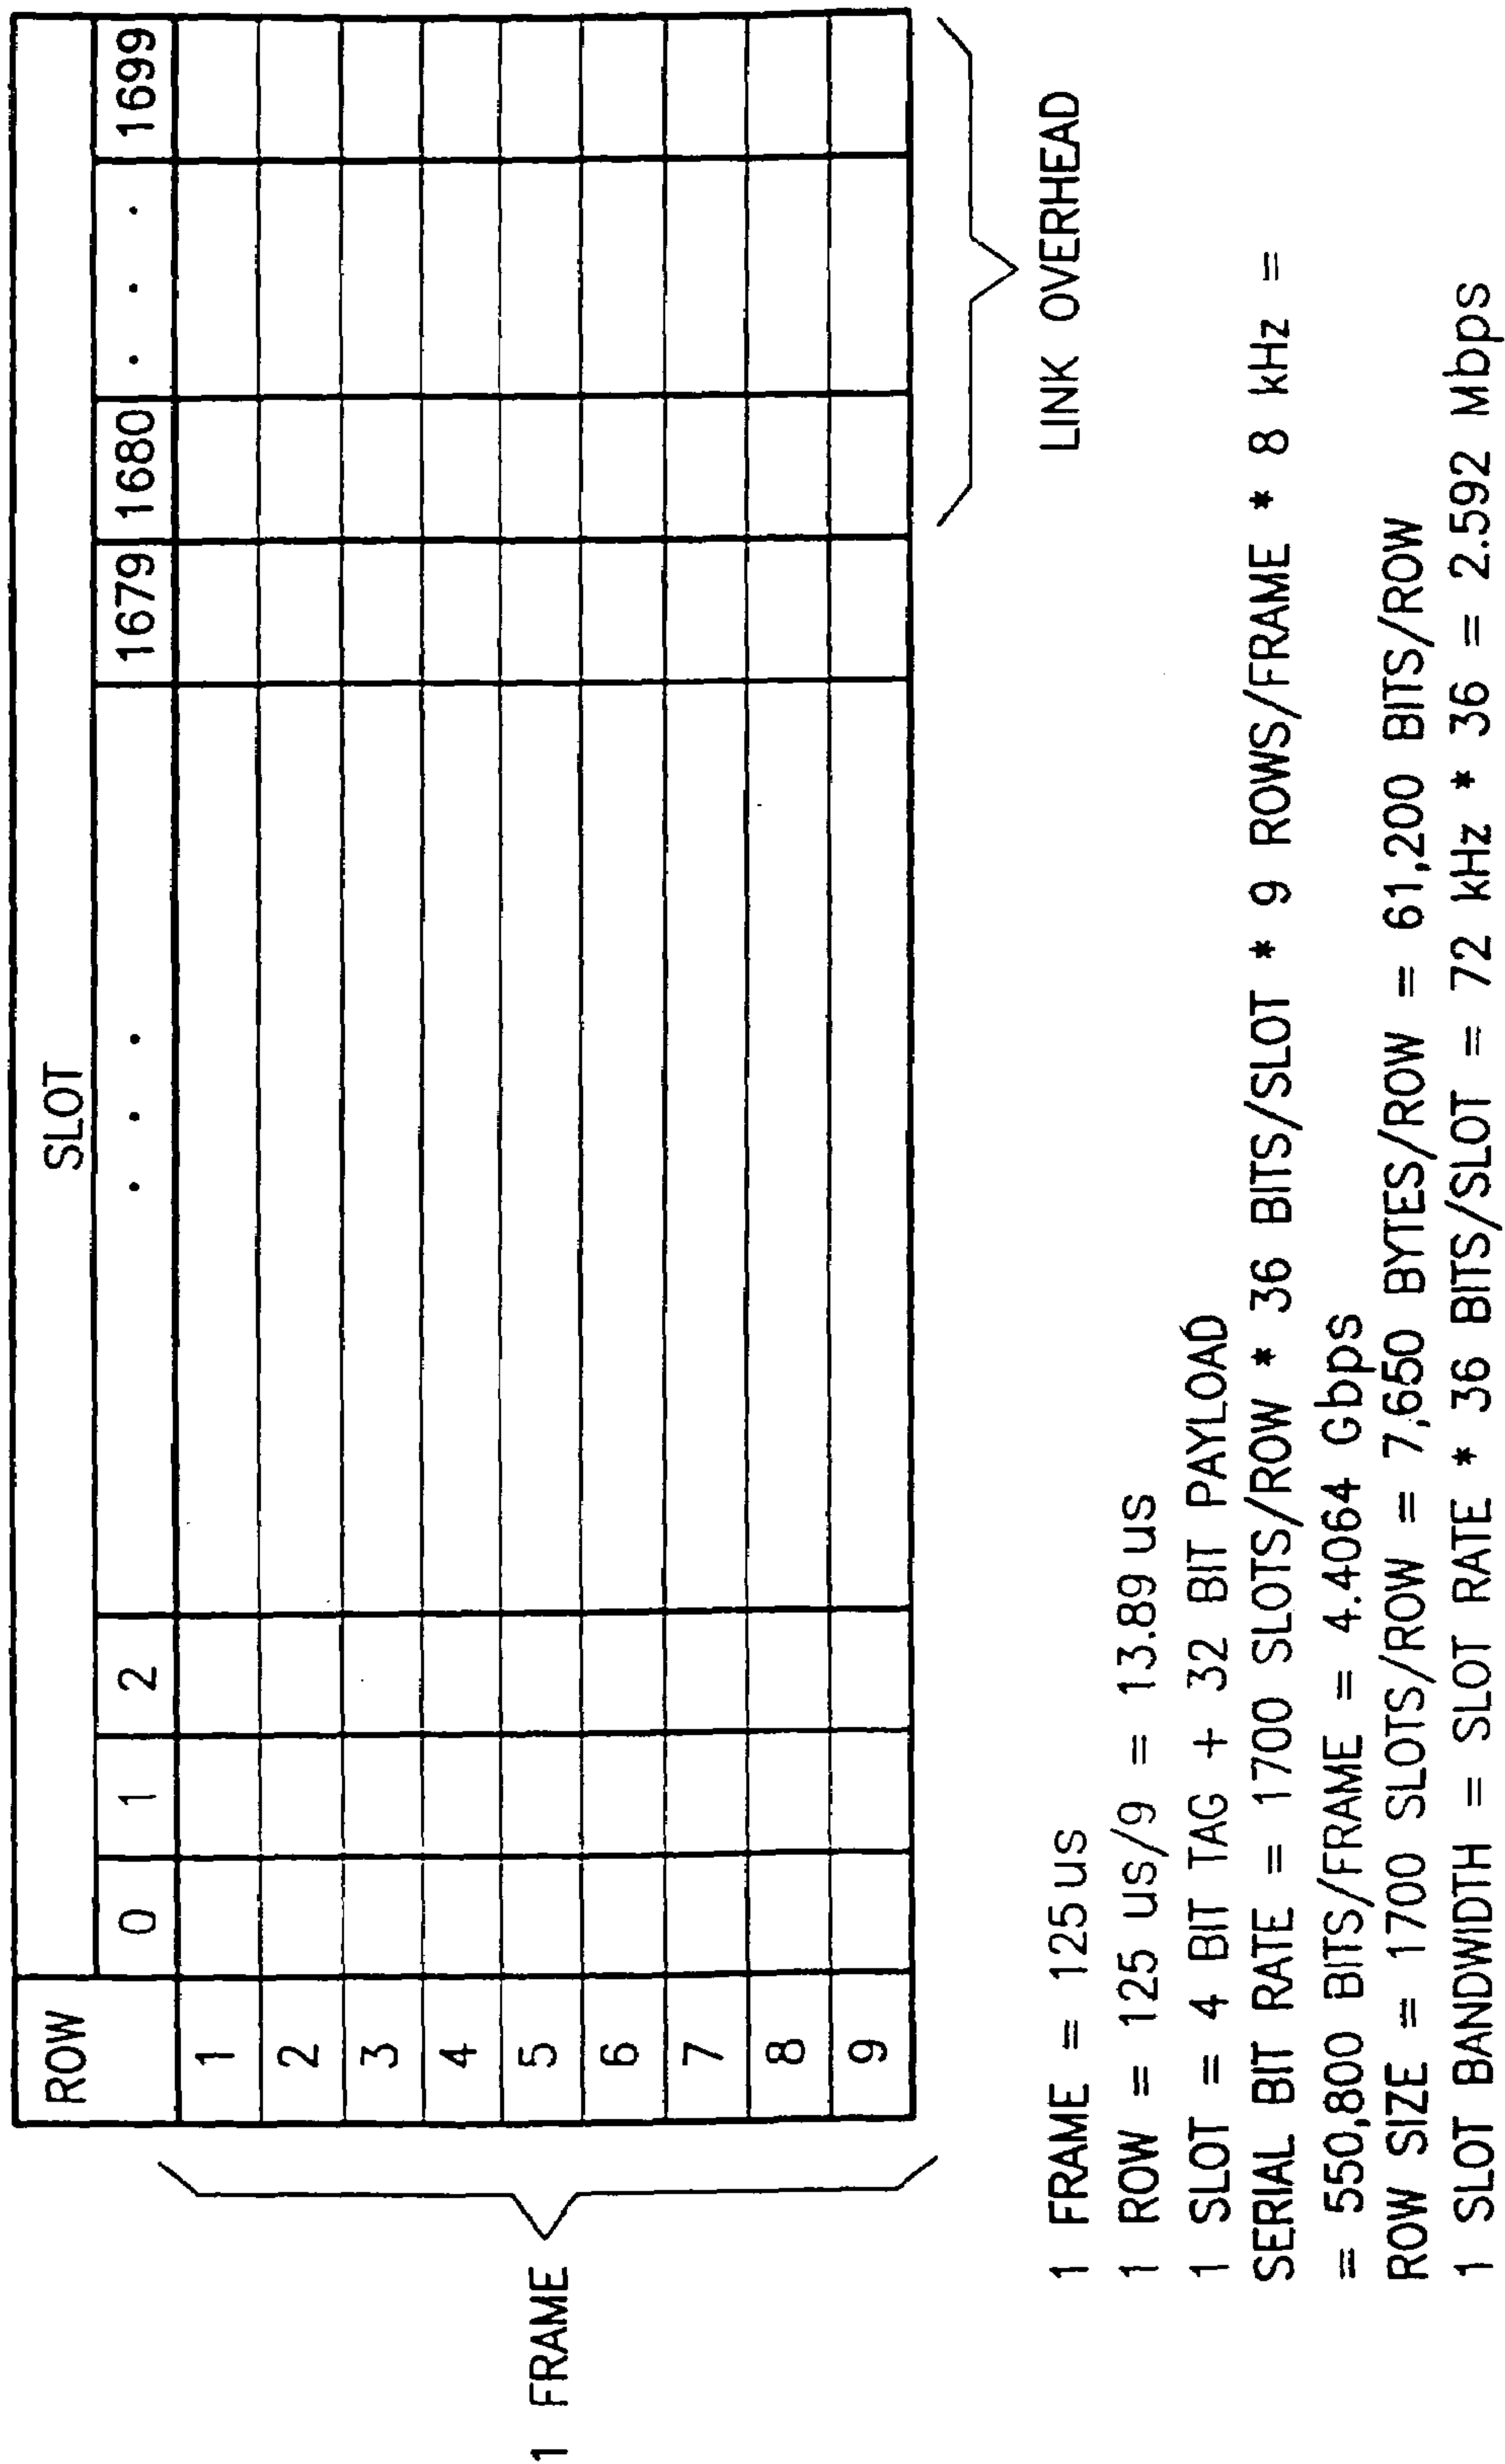 SLOT
ROW 0 1 2 . . . 1679 1680 . . . 1699
1
2
3
4
5
6
7
8
9
1 FRAME
LINK OVERHEAD
1 FRAME = 125 us
1 ROW = 125 us/9 = 13.89 us
1 SLOT = 4 BIT TAG + 32 BIT PAYLOAD
SERIAL BIT RATE = 1700 SLOTS/ROW * 36 BITS/SLOT * 9 ROWS/FRAME * 8 kHz =
= 550,800 BITS/FRAME = 4.4064 Gbps
ROW SIZE = 1700 SLOTS/ROW = 7,650 BYTES/ROW = 61,200 BITS/ROW
1 SLOT BANDWIDTH = SLOT RATE * 36 BITS/SLOT = 72 kHz * 36 = 2.592 Mbps